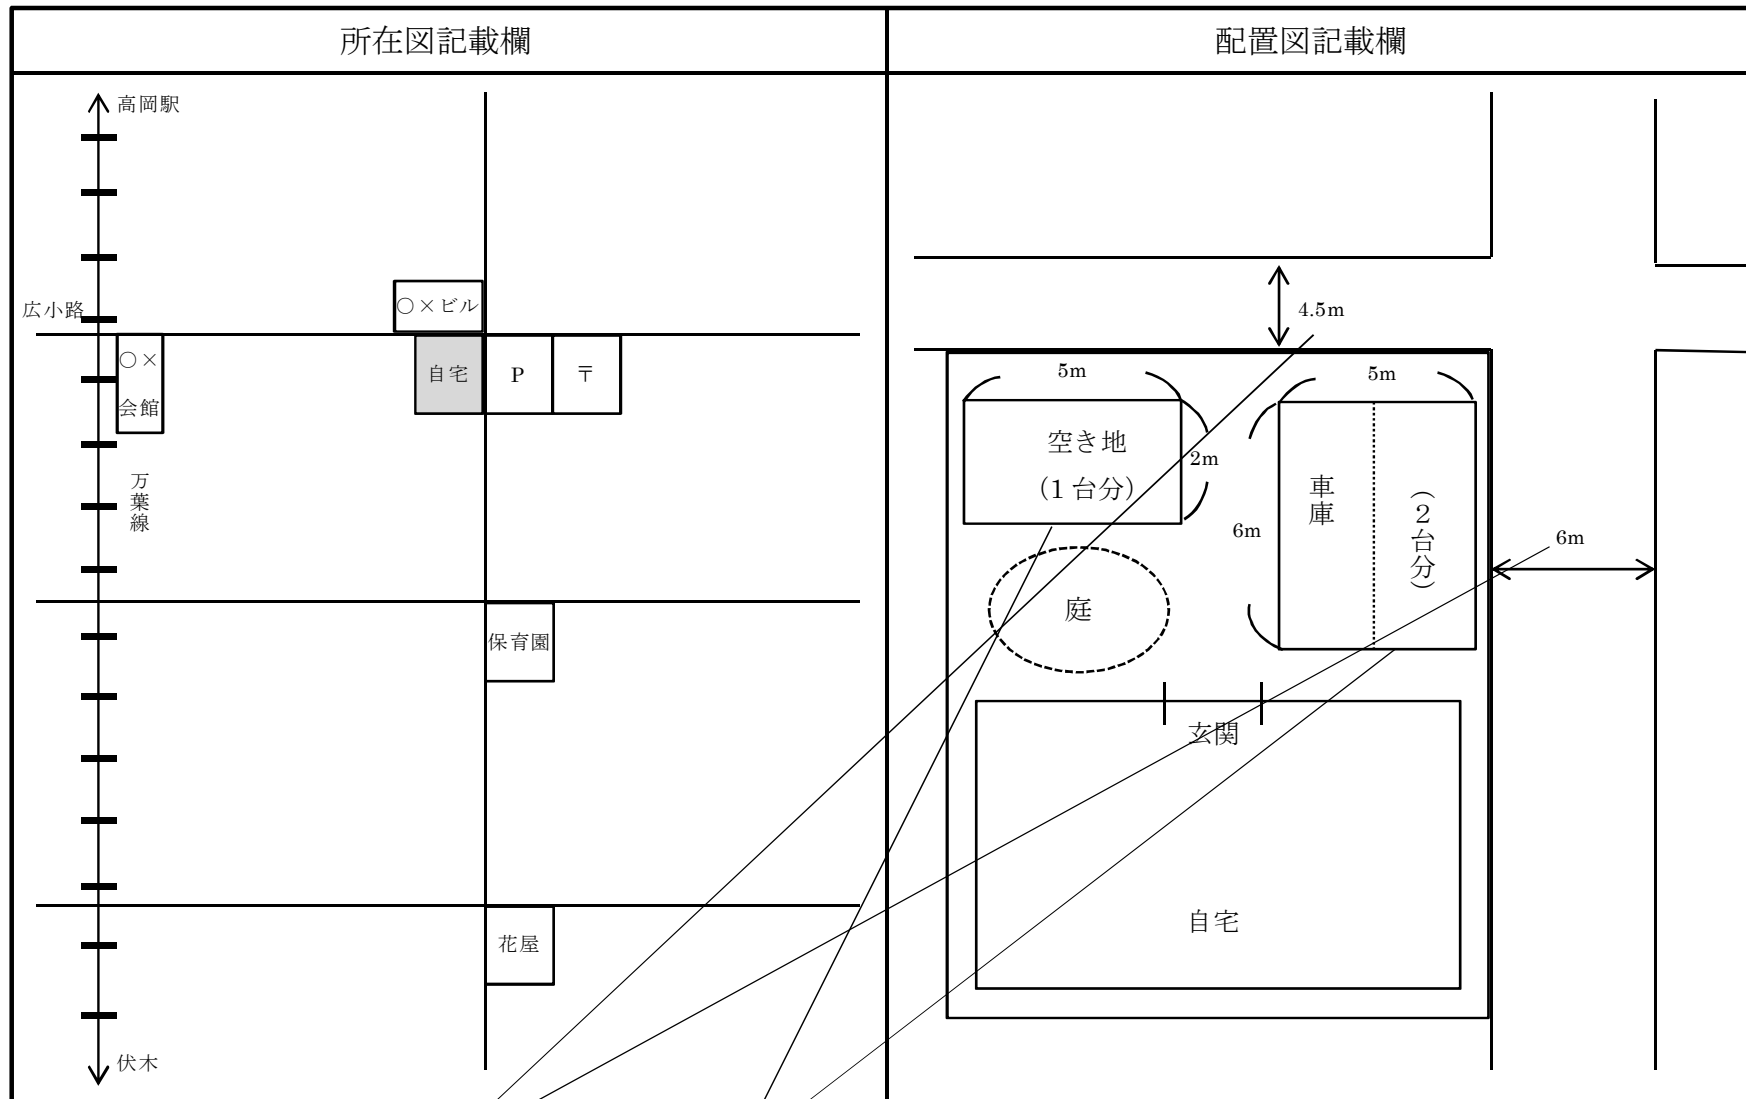 所在図記載欄
高岡駅
広小路
○×ビル
○×
会館
自宅
P
〒
万葉線
保育園
花屋
伏木
配置図記載欄
4.5m
5m
5m
空き地
(1台分)
2m
車庫
(2台分)
6m
6m
庭
玄関
自宅